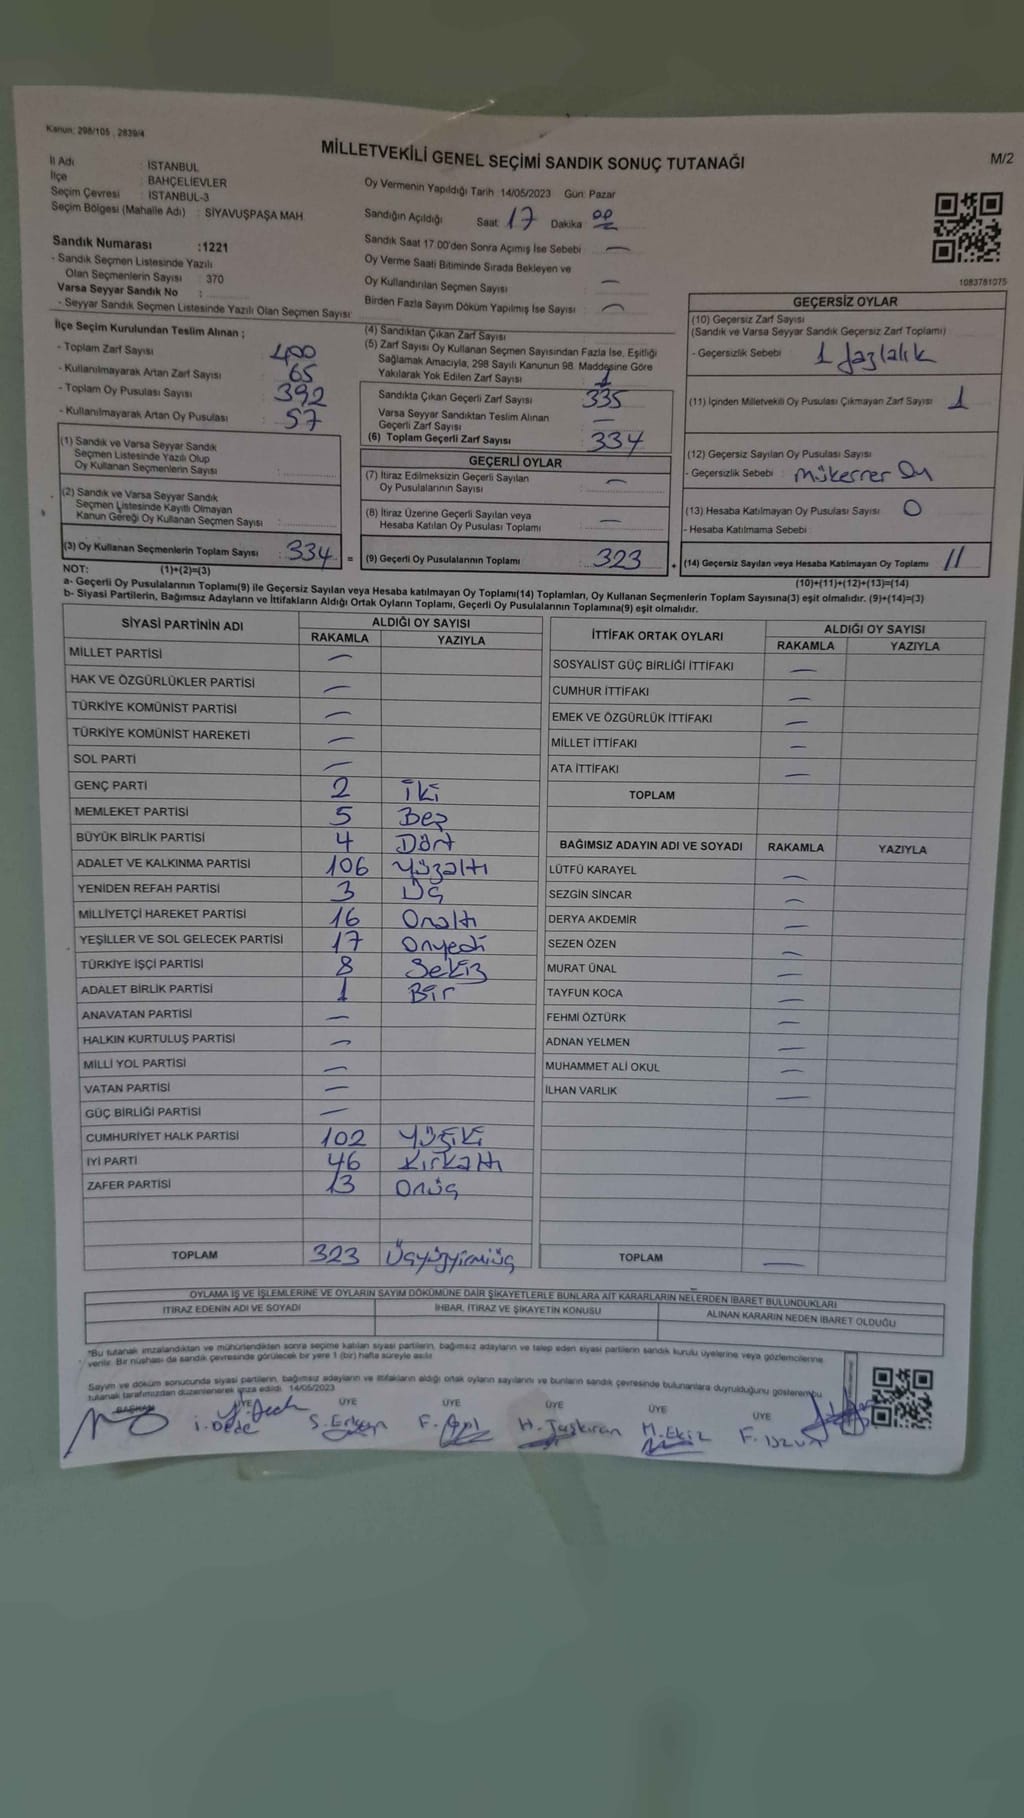 Kanun: 298/105 , 2839/4
MİLLETVEKİLİ GENEL SEÇİMİ SANDIK SONUÇ TUTANAĞI
M/2
İl Adı : İSTANBUL
İlçe : BAHÇELİEVLER
Seçim Çevresi : İSTANBUL-3
Seçim Bölgesi (Mahalle Adı) : SİYAVUŞPAŞA MAH
Sandık Numarası :1221
- Sandık Seçmen Listesinde Yazılı
Olan Seçmenlerin Sayısı : 370
Varsa Seyyar Sandık No :
- Seyyar Sandık Seçmen Listesinde Yazılı Olan Seçmen Sayısı:
Oy Vermenin Yapıldığı Tarih 14/05/2023 Gün: Pazar
Sandığın Açıldığı Saat: 17 Dakika 00
Sandık Saat 17.00'den Sonra Açımış İse Sebebi : —
Oy Verme Saati Bitiminde Sırada Bekleyen ve
Oy Kullandırılan Seçmen Sayısı : —
Birden Fazla Sayım Döküm Yapılmış İse Sayısı : —
1083781075
İlçe Seçim Kurulundan Teslim Alınan ;
- Toplam Zarf Sayısı : 400
- Kullanılmayarak Artan Zarf Sayısı : 65
- Toplam Oy Pusulası Sayısı : 392
- Kullanılmayarak Artan Oy Pusulası : 57
(1) Sandık ve Varsa Seyyar Sandık
Seçmen Listesinde Yazılı Olup
Oy Kullanan Seçmenlerin Sayısı :
(2) Sandık ve Varsa Seyyar Sandık
Seçmen Listesinde Kayıtlı Olmayan
Kanun Gereği Oy Kullanan Seçmen Sayısı :
(3) Oy Kullanan Seçmenlerin Toplam Sayısı : 334 =
(4) Sandıktan Çıkan Zarf Sayısı :
(5) Zarf Sayısı Oy Kullanan Seçmen Sayısından Fazla İse, Eşitliği
Sağlamak Amacıyla, 298 Sayılı Kanunun 98. Maddesine Göre
Yakılarak Yok Edilen Zarf Sayısı : 1
Sandıkta Çıkan Geçerli Zarf Sayısı : 335
Varsa Seyyar Sandıktan Teslim Alınan
Geçerli Zarf Sayısı : —
(6) Toplam Geçerli Zarf Sayısı : 334
GEÇERLİ OYLAR
(7) İtiraz Edilmeksizin Geçerli Sayılan
Oy Pusulalarının Sayısı : —
(8) İtiraz Üzerine Geçerli Sayılan veya
Hesaba Katılan Oy Pusulası Toplamı : —
(9) Geçerli Oy Pusulalarının Toplamı : 323 +
GEÇERSİZ OYLAR
(10) Geçersiz Zarf Sayısı
(Sandık ve Varsa Seyyar Sandık Geçersiz Zarf Toplamı)
- Geçersizlik Sebebi : 1 fazlalık
(11) İçinden Milletvekili Oy Pusulası Çıkmayan Zarf Sayısı : 1
(12) Geçersiz Sayılan Oy Pusulası Sayısı :
- Geçersizlik Sebebi : mükerrer Oy
(13) Hesaba Katılmayan Oy Pusulası Sayısı : 0
- Hesaba Katılmama Sebebi :
(14) Geçersiz Sayılan veya Hesaba Katılmayan Oy Toplamı : 11
NOT: (1)+(2)=(3)
(10)+(11)+(12)+(13)=(14)
a- Geçerli Oy Pusulalarının Toplamı(9) ile Geçersiz Sayılan veya Hesaba katılmayan Oy Toplamı(14) Toplamları, Oy Kullanan Seçmenlerin Toplam Sayısına(3) eşit olmalıdır. (9)+(14)=(3)
b- Siyasi Partilerin, Bağımsız Adayların ve İttifakların Aldığı Ortak Oyların Toplamı, Geçerli Oy Pusulalarının Toplamına(9) eşit olmalıdır.
SİYASİ PARTİNİN ADI ALDIĞI OY SAYISI
RAKAMLA YAZIYLA
MİLLET PARTİSİ —
HAK VE ÖZGÜRLÜKLER PARTİSİ —
TÜRKİYE KOMÜNİST PARTİSİ —
TÜRKİYE KOMÜNİST HAREKETİ —
SOL PARTİ —
GENÇ PARTİ 2 İki
MEMLEKET PARTİSİ 5 Beş
BÜYÜK BİRLİK PARTİSİ 4 Dört
ADALET VE KALKINMA PARTİSİ 106 Yüzaltı
YENİDEN REFAH PARTİSİ 3 Üç
MİLLİYETÇİ HAREKET PARTİSİ 16 Onaltı
YEŞİLLER VE SOL GELECEK PARTİSİ 17 Onyedi
TÜRKİYE İŞÇİ PARTİSİ 8 Sekiz
ADALET BİRLİK PARTİSİ 1 Bir
ANAVATAN PARTİSİ —
HALKIN KURTULUŞ PARTİSİ —
MİLLİ YOL PARTİSİ —
VATAN PARTİSİ —
GÜÇ BİRLİĞİ PARTİSİ —
CUMHURİYET HALK PARTİSİ 102 Yüziki
İYİ PARTİ 46 Kırkaltı
ZAFER PARTİSİ 13 Onüç
TOPLAM 323 Üçyüzyirmiüç
İTTİFAK ORTAK OYLARI ALDIĞI OY SAYISI
RAKAMLA YAZIYLA
SOSYALİST GÜÇ BİRLİĞİ İTTİFAKI —
CUMHUR İTTİFAKI —
EMEK VE ÖZGÜRLÜK İTTİFAKI —
MİLLET İTTİFAKI —
ATA İTTİFAKI —
TOPLAM
BAĞIMSIZ ADAYIN ADI VE SOYADI RAKAMLA YAZIYLA
LÜTFÜ KARAYEL —
SEZGİN SİNCAR —
DERYA AKDEMİR —
SEZEN ÖZEN —
MURAT ÜNAL —
TAYFUN KOCA —
FEHMİ ÖZTÜRK —
ADNAN YELMEN —
MUHAMMET ALİ OKUL —
İLHAN VARLIK —
TOPLAM —
OYLAMA İŞ VE İŞLEMLERİNE VE OYLARIN SAYIM DÖKÜMÜNE DAİR ŞİKAYETLERLE BUNLARA AİT KARARLARIN NELERDEN İBARET BULUNDUKLARI
İTİRAZ EDENİN ADI VE SOYADI İHBAR, İTİRAZ VE ŞİKAYETİN KONUSU ALINAN KARARIN NEDEN İBARET OLDUĞU
*Bu tutanak imzalandıktan ve mühürlendikten sonra seçime katılan siyasi partilerin, bağımsız adayların ve talep eden siyasi partilerin sandık kurulu üyelerine veya gözlemcilerine
verilir. Bir nüshası da sandık çevresinde görülecek bir yere 1 (bir) hafta süreyle asılır.
Sayım ve döküm sonucunda siyasi partilerin, bağımsız adayların ve ittifakların aldığı ortak oyların sayılarını ve bunların sandık çevresinde bulunanlara duyrulduğunu gösteren bu
tutanak tarafımızdan düzenlenerek imza edildi. 14/05/2023
BAŞKAN ÜYE ÜYE ÜYE ÜYE ÜYE ÜYE
İ. Dede S. Erkan F. H. Taşkıran M. Ekiz F. Uzun